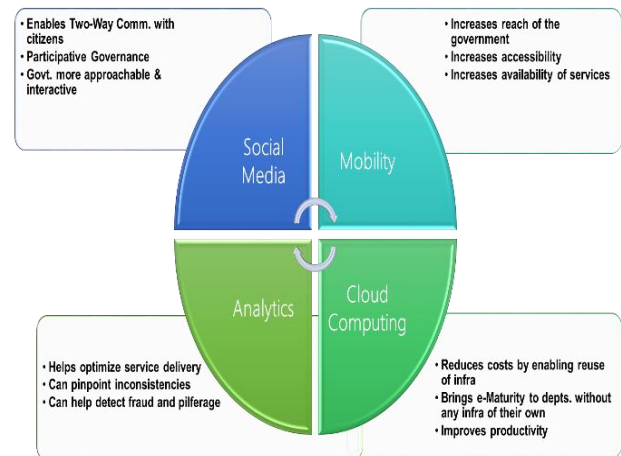 • Enables Two-Way Comm. with
citizens
• Participative Governance
• Govt. more approachable &
interactive
• Increases reach of the
government
• Increases accessibility
• Increases availability of services
Social
Media
Mobility
Analytics
Cloud
Computing
• Helps optimize service delivery
• Can pinpoint inconsistencies
• Can help detect fraud and pilferage
• Reduces costs by enabling reuse
of infra
• Brings e-Maturity to depts. without
any infra of their own
• Improves productivity